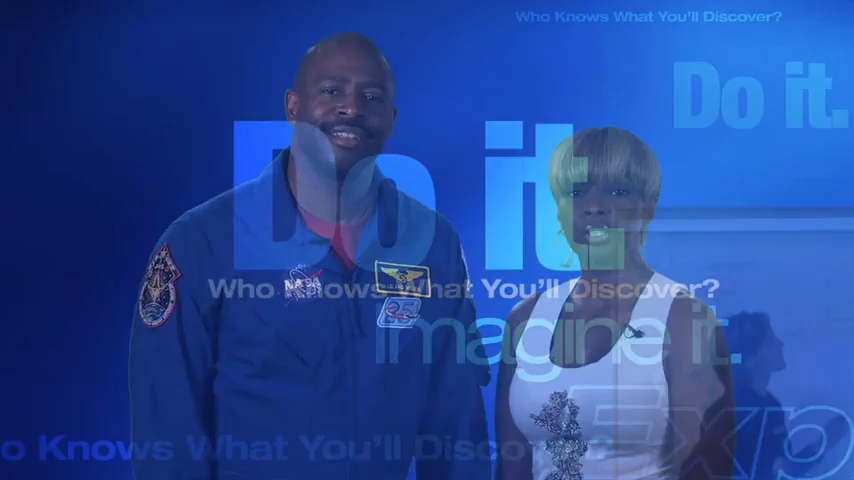 Who Knows What You'll Discover?
Do it.
Do it.
NASA
Who Knows What You'll Discover?
Imagine it.
Exp
o Knows What You'll Discover?